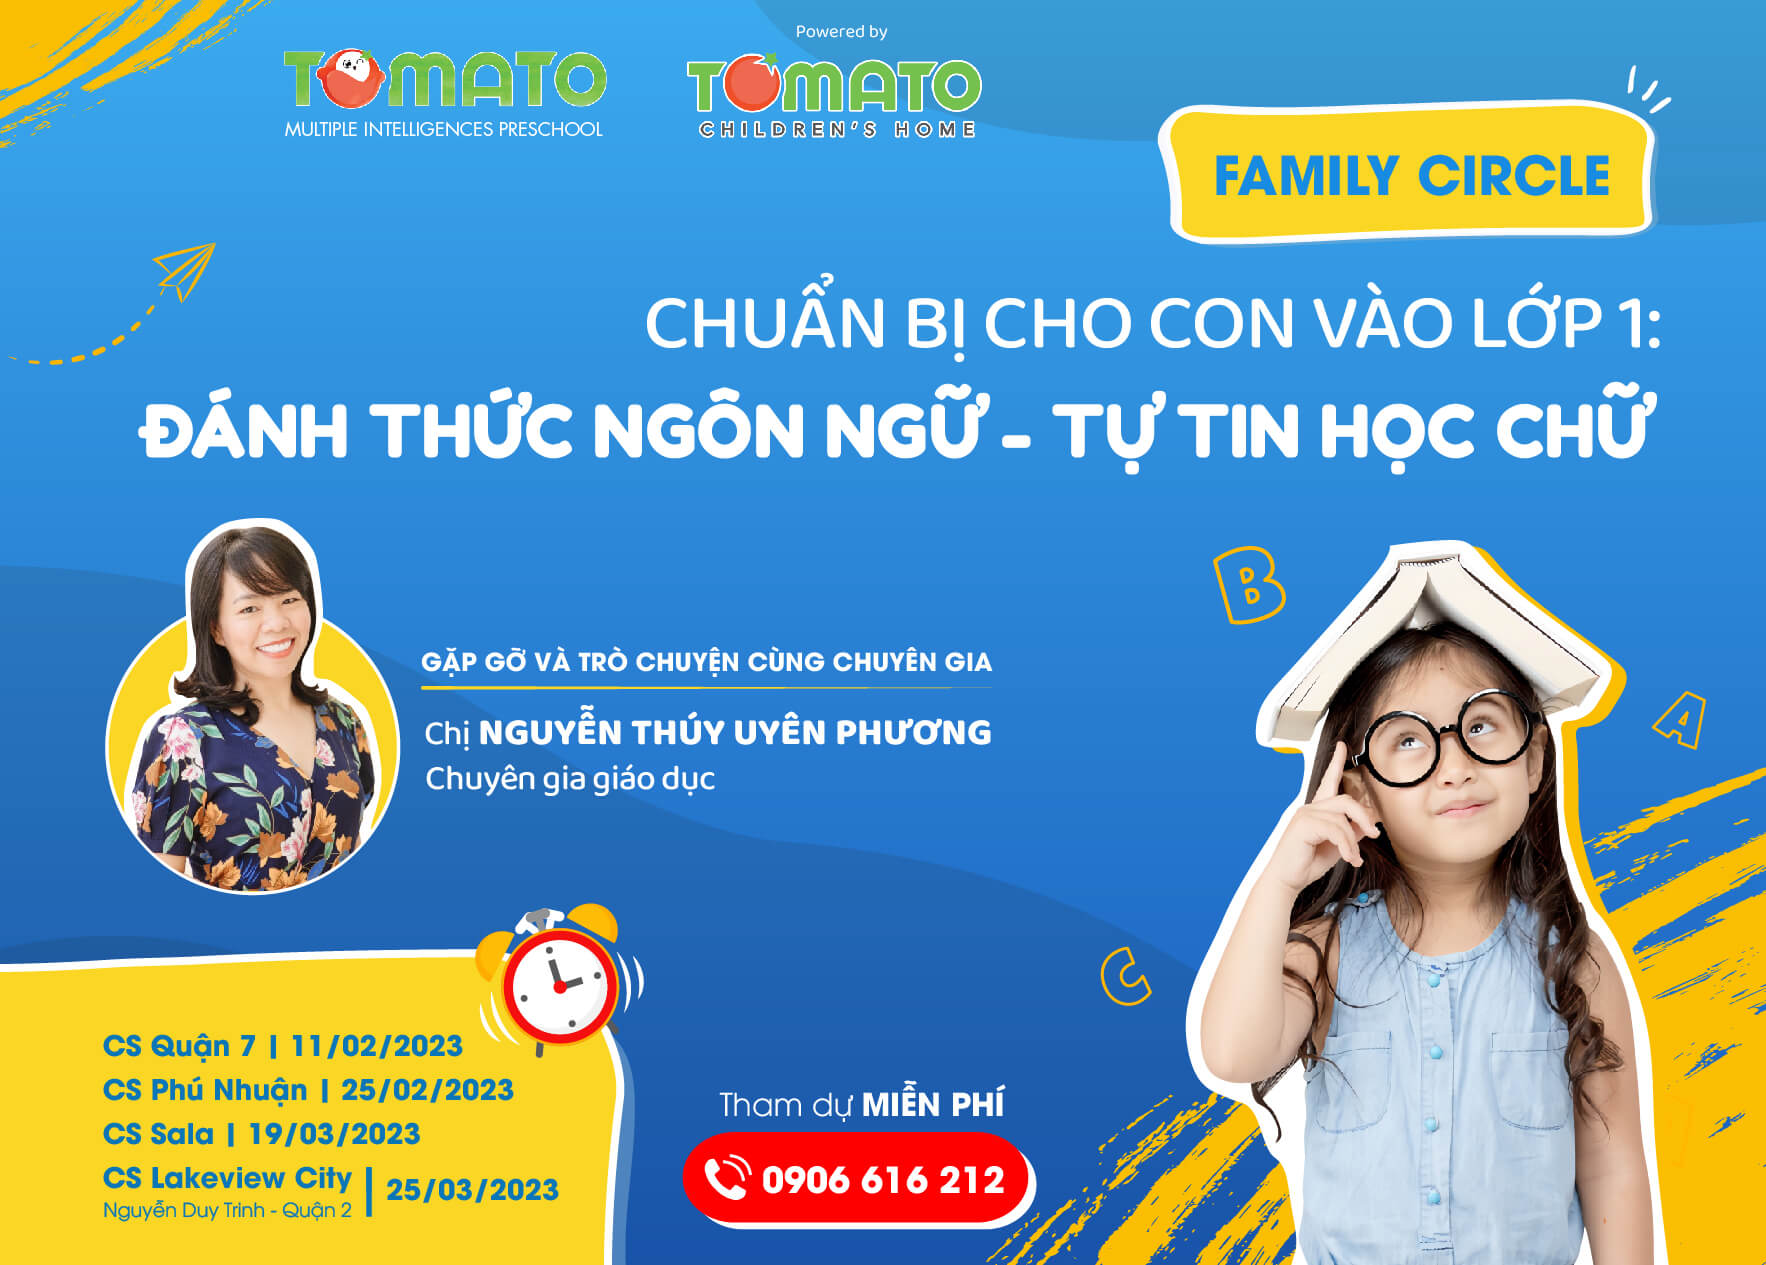 Powered by
TOMATO
MULTIPLE INTELLIGENCES PRESCHOOL
TOMATO
CHILDREN'S HOME
FAMILY CIRCLE
CHUẨN BỊ CHO CON VÀO LỚP 1:
ĐÁNH THỨC NGÔN NGỮ - TỰ TIN HỌC CHỮ
B
A
C
GẶP GỠ VÀ TRÒ CHUYỆN CÙNG CHUYÊN GIA
Chị NGUYỄN THÚY UYÊN PHƯƠNG
Chuyên gia giáo dục
CS Quận 7 | 11/02/2023
CS Phú Nhuận | 25/02/2023
CS Sala | 19/03/2023
CS Lakeview City | 25/03/2023
Nguyễn Duy Trinh - Quận 2
Tham dự MIỄN PHÍ
0906 616 212